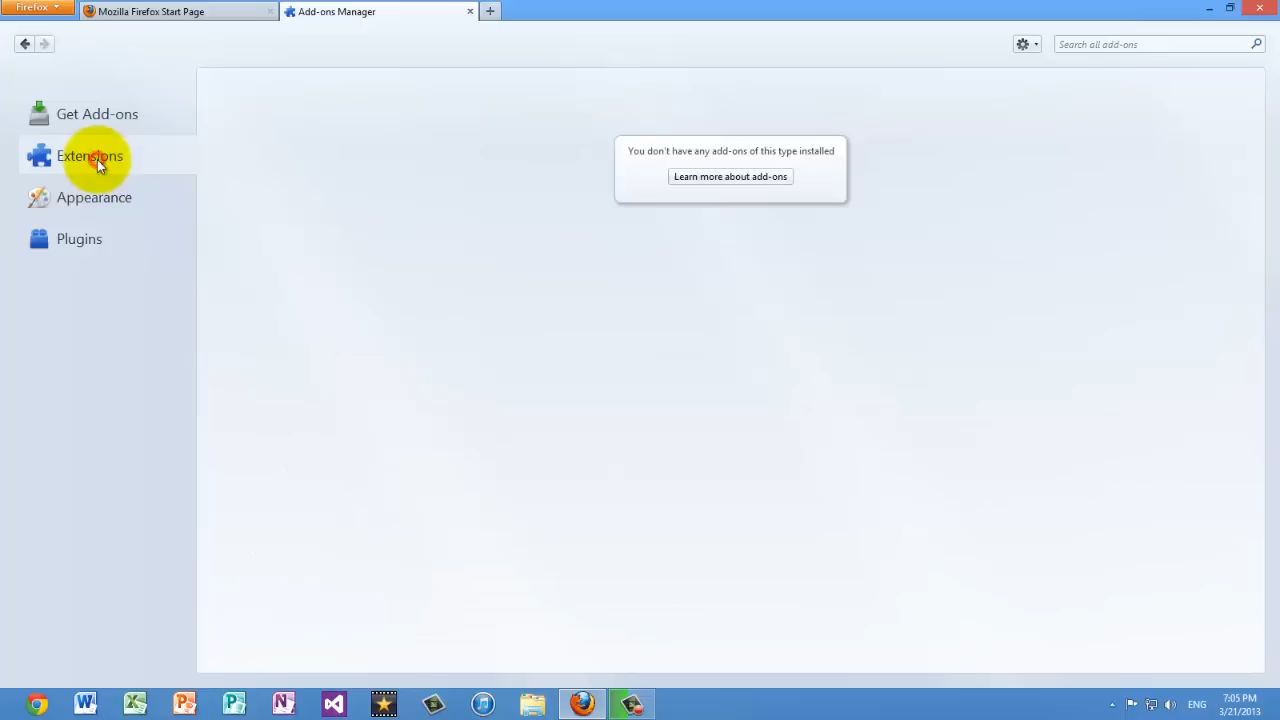 Firefox
Mozilla Firefox Start Page
Add-ons Manager
Search all add-ons
Get Add-ons
Extensions
Appearance
Plugins
You don't have any add-ons of this type installed
Learn more about add-ons
ENG
7:05 PM
3/21/2013